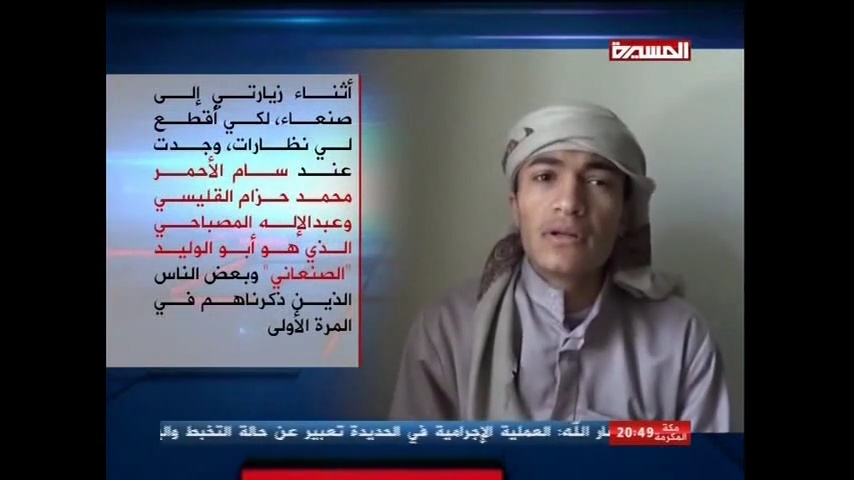 المسيرة
أثناء زيارتي إلى
صنعاء، لكي أقطع
لي نظارات، وجدت
عند سام الأحمر
محمد حزام القليسي
وعبدالإله المصباحي
الذي هو أبو الوليد
"الصنعاني" وبعض الناس
الذين ذكرناهم في
المرة الأولى
مكة
المكرمة
20:49
الله: العملية الإجرامية في الحديدة تعبير عن حالة التخبط